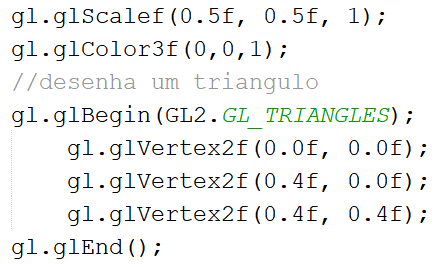 gl.glScalef(0.5f, 0.5f, 1);
gl.glColor3f(0,0,1);
//desenha um triangulo
gl.glBegin(GL2.GL_TRIANGLES);
    gl.glVertex2f(0.0f, 0.0f);
    gl.glVertex2f(0.4f, 0.0f);
    gl.glVertex2f(0.4f, 0.4f);
gl.glEnd();